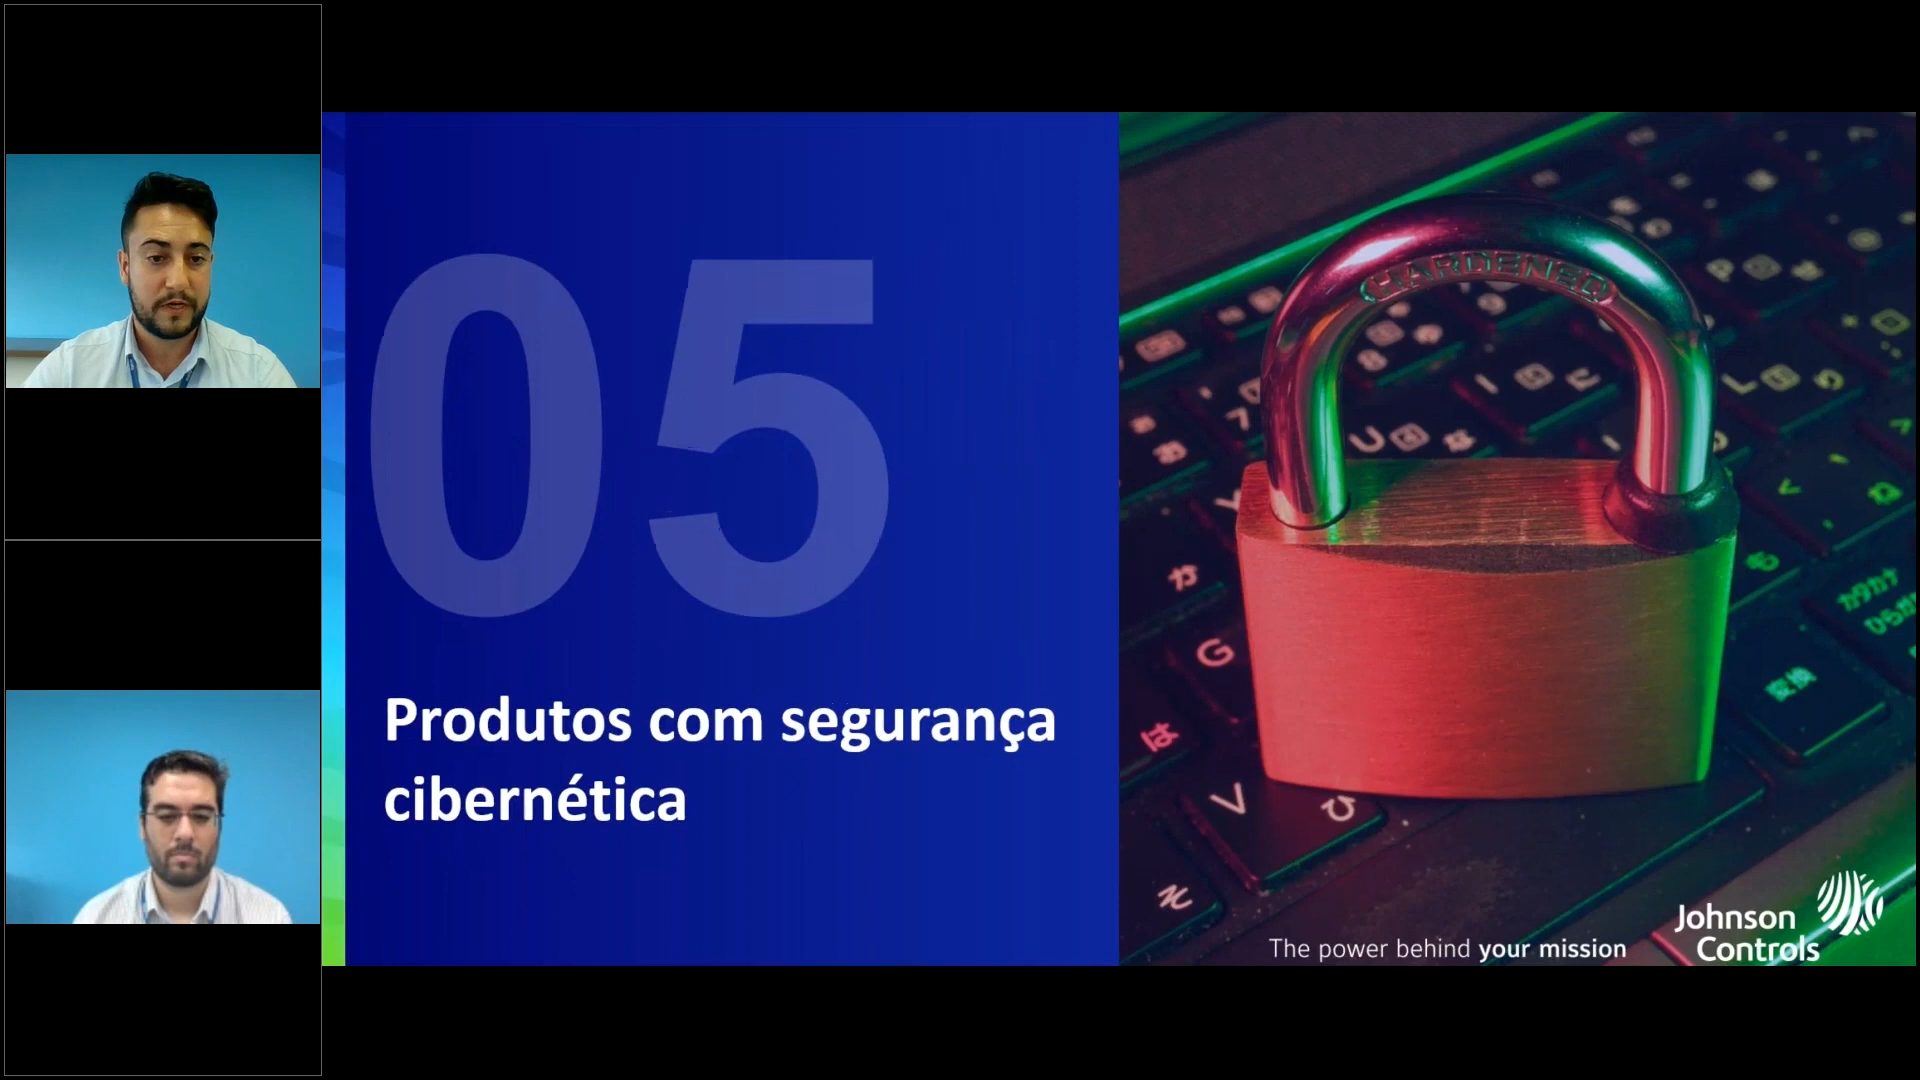 05
Produtos com segurança
cibernética
HARDENED
G
V
The power behind your mission
Johnson
Controls